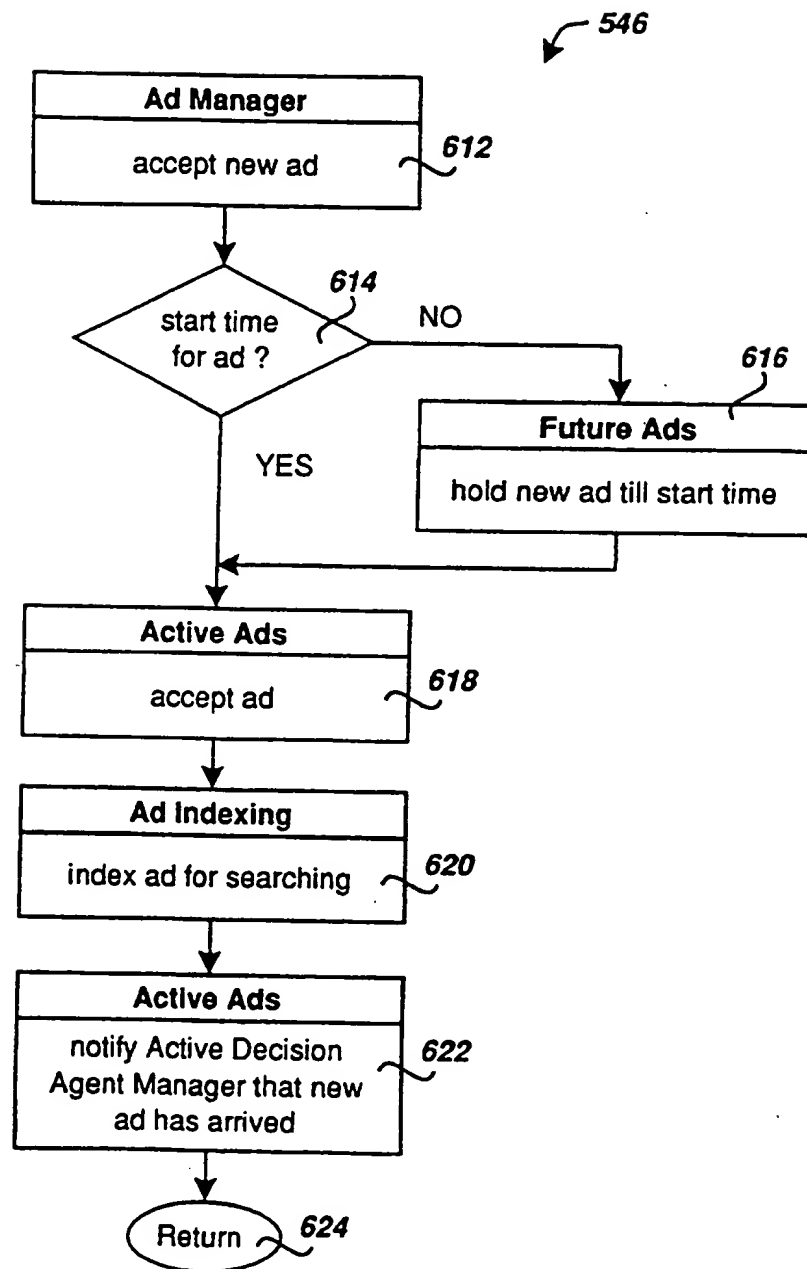 546
Ad Manager
accept new ad
612
start time
for ad ?
614
NO
YES
616
Future Ads
hold new ad till start time
Active Ads
accept ad
618
Ad Indexing
index ad for searching
620
Active Ads
notify Active Decision
Agent Manager that new
ad has arrived
622
Return
624